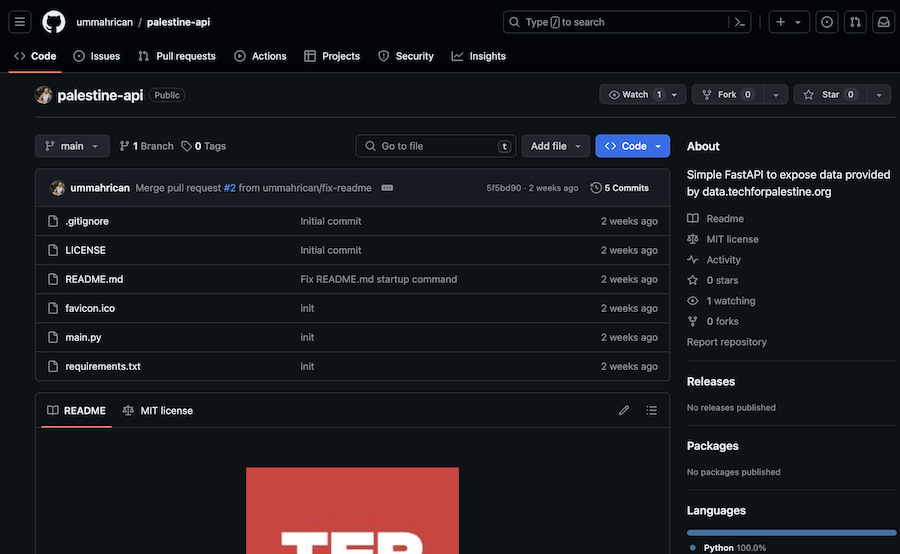 ummahrican / palestine-api
Type / to search
Code
Issues
Pull requests
Actions
Projects
Security
Insights
palestine-api Public
Watch 1
Fork 0
Star 0
main
1 Branch
0 Tags
Go to file t
Add file
Code
ummahrican Merge pull request #2 from ummahrican/fix-readme
5f5bd90 · 2 weeks ago
5 Commits
.gitignore Initial commit 2 weeks ago
LICENSE Initial commit 2 weeks ago
README.md Fix README.md startup command 2 weeks ago
favicon.ico init 2 weeks ago
main.py init 2 weeks ago
requirements.txt init 2 weeks ago
README
MIT license
TFP
About
Simple FastAPI to expose data provided
by data.techforpalestine.org
Readme
MIT license
Activity
0 stars
1 watching
0 forks
Report repository
Releases
No releases published
Packages
No packages published
Languages
Python 100.0%